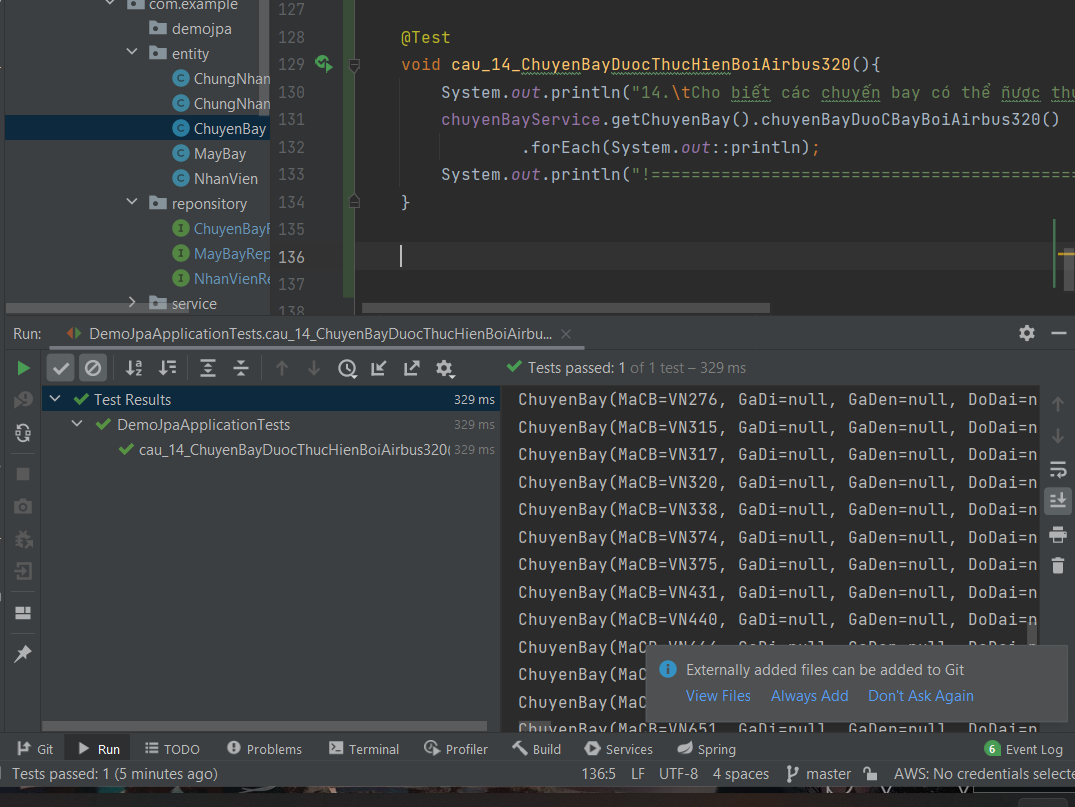 com.example
demojpa
entity
ChungNhan
ChungNhan
ChuyenBay
MayBay
NhanVien
reponsitory
ChuyenBayR
MayBayRep
NhanVienRe
service
127
128 @Test
129 void cau_14_ChuyenBayDuocThucHienBoiAirbus320(){
130 System.out.println("14.\tCho biết các chuyến bay có thể ñược thu
131 chuyenBayService.getChuyenBay().chuyenBayDuoCBayBoiAirbus320()
132 .forEach(System.out::println);
133 System.out.println("!==========================================
134 }
135
136
137
138
Run: DemoJpaApplicationTests.cau_14_ChuyenBayDuocThucHienBoiAirbu...
Tests passed: 1 of 1 test – 329 ms
Test Results 329 ms
DemoJpaApplicationTests 329 ms
cau_14_ChuyenBayDuocThucHienBoiAirbus320( 329 ms
ChuyenBay(MaCB=VN276, GaDi=null, GaDen=null, DoDai=n
ChuyenBay(MaCB=VN315, GaDi=null, GaDen=null, DoDai=n
ChuyenBay(MaCB=VN317, GaDi=null, GaDen=null, DoDai=n
ChuyenBay(MaCB=VN320, GaDi=null, GaDen=null, DoDai=n
ChuyenBay(MaCB=VN338, GaDi=null, GaDen=null, DoDai=n
ChuyenBay(MaCB=VN374, GaDi=null, GaDen=null, DoDai=n
ChuyenBay(MaCB=VN375, GaDi=null, GaDen=null, DoDai=n
ChuyenBay(MaCB=VN431, GaDi=null, GaDen=null, DoDai=n
ChuyenBay(MaCB=VN440, GaDi=null, GaDen=null, DoDai=n
ChuyenBay(MaCB=VN444, GaDi=null, GaDen=null, DoDai=n
ChuyenBay(MaC
ChuyenBay(MaC
ChuyenBay(MaCB=VN651, GaDi=null, GaDen=null, DoDai=n
Externally added files can be added to Git
View Files Always Add Don't Ask Again
Git Run TODO Problems Terminal Profiler Build Services Spring 6 Event Log
Tests passed: 1 (5 minutes ago) 136:5 LF UTF-8 4 spaces master AWS: No credentials selecte